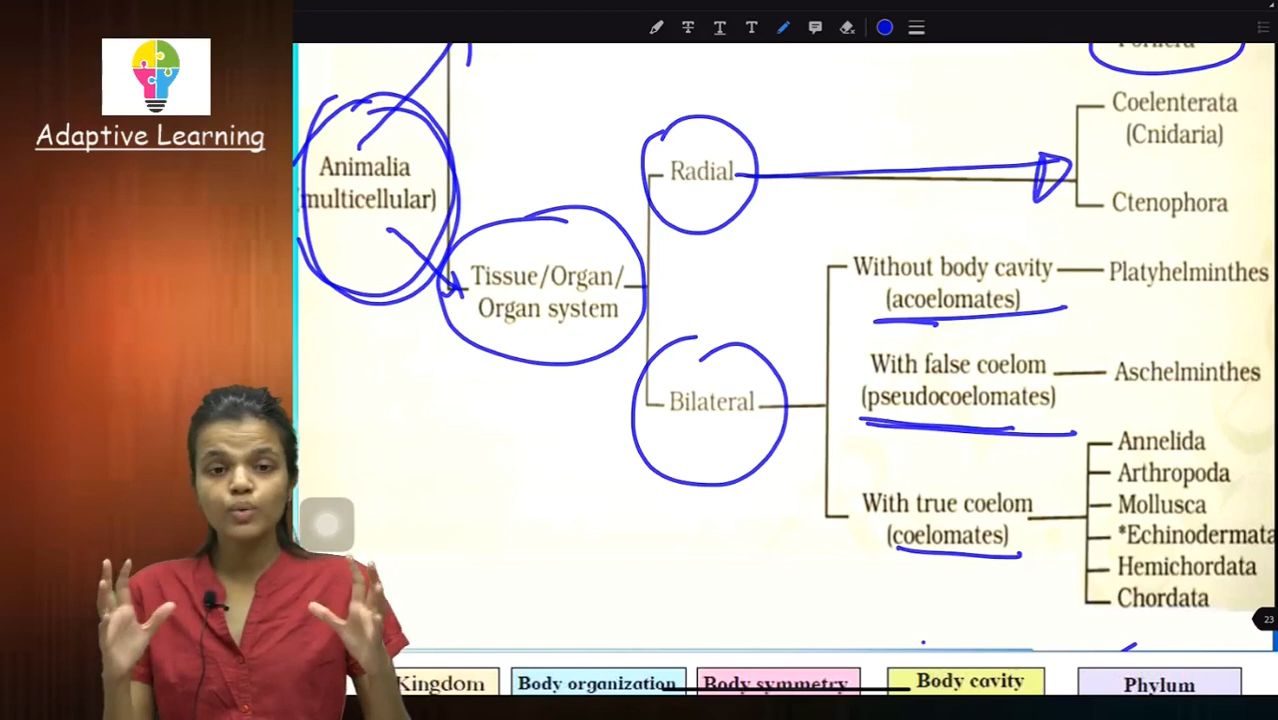 Adaptive Learning
Porifera
Coelenterata
(Cnidaria)
Ctenophora
Animalia
(multicellular)
Radial
Tissue/Organ/
Organ system
Bilateral
Without body cavity
(acoelomates)
Platyhelminthes
With false coelom
(pseudocoelomates)
Aschelminthes
With true coelom
(coelomates)
Annelida
Arthropoda
Mollusca
*Echinodermata
Hemichordata
Chordata
23
Kingdom
Body organization
Body symmetry
Body cavity
Phylum